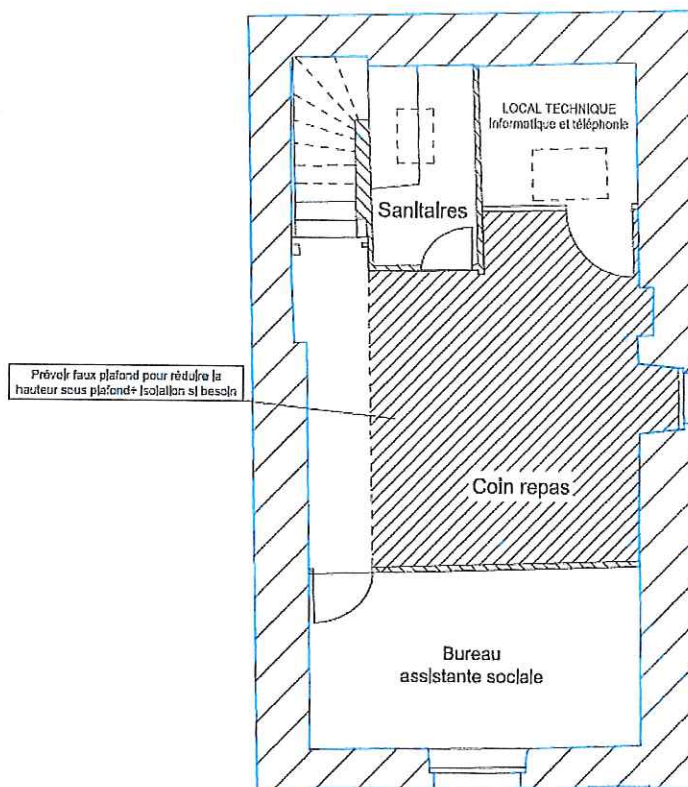 LOCAL TECHNIQUE
Informatique et téléphonie
Sanitaires
Prévoir faux plafond pour réduire la
hauteur sous plafond+ isolation si besoin
Coin repas
Bureau
assistante sociale